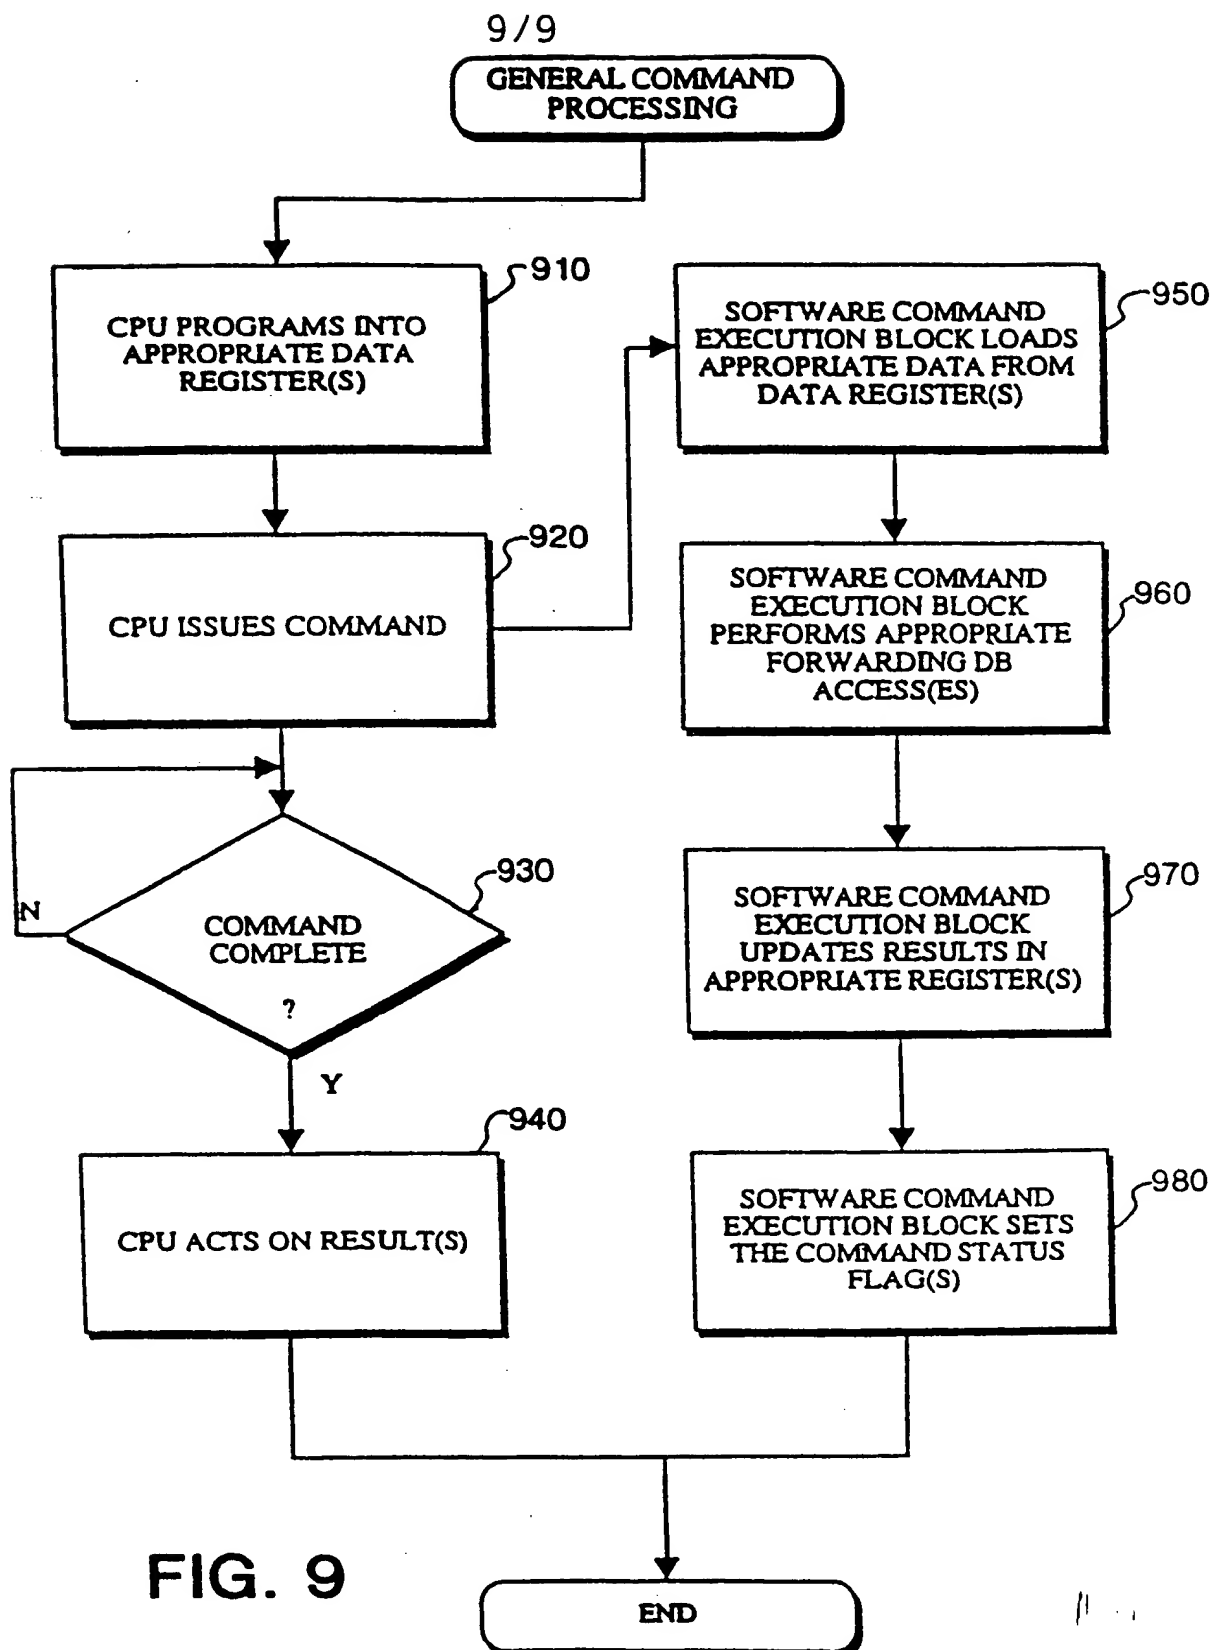 9/9
GENERAL COMMAND
PROCESSING
910
CPU PROGRAMS INTO
APPROPRIATE DATA
REGISTER(S)
920
CPU ISSUES COMMAND
930
N
COMMAND
COMPLETE
?
Y
940
CPU ACTS ON RESULT(S)
950
SOFTWARE COMMAND
EXECUTION BLOCK LOADS
APPROPRIATE DATA FROM
DATA REGISTER(S)
960
SOFTWARE COMMAND
EXECUTION BLOCK
PERFORMS APPROPRIATE
FORWARDING DB
ACCESS(ES)
970
SOFTWARE COMMAND
EXECUTION BLOCK
UPDATES RESULTS IN
APPROPRIATE REGISTER(S)
980
SOFTWARE COMMAND
EXECUTION BLOCK SETS
THE COMMAND STATUS
FLAG(S)
END
FIG. 9